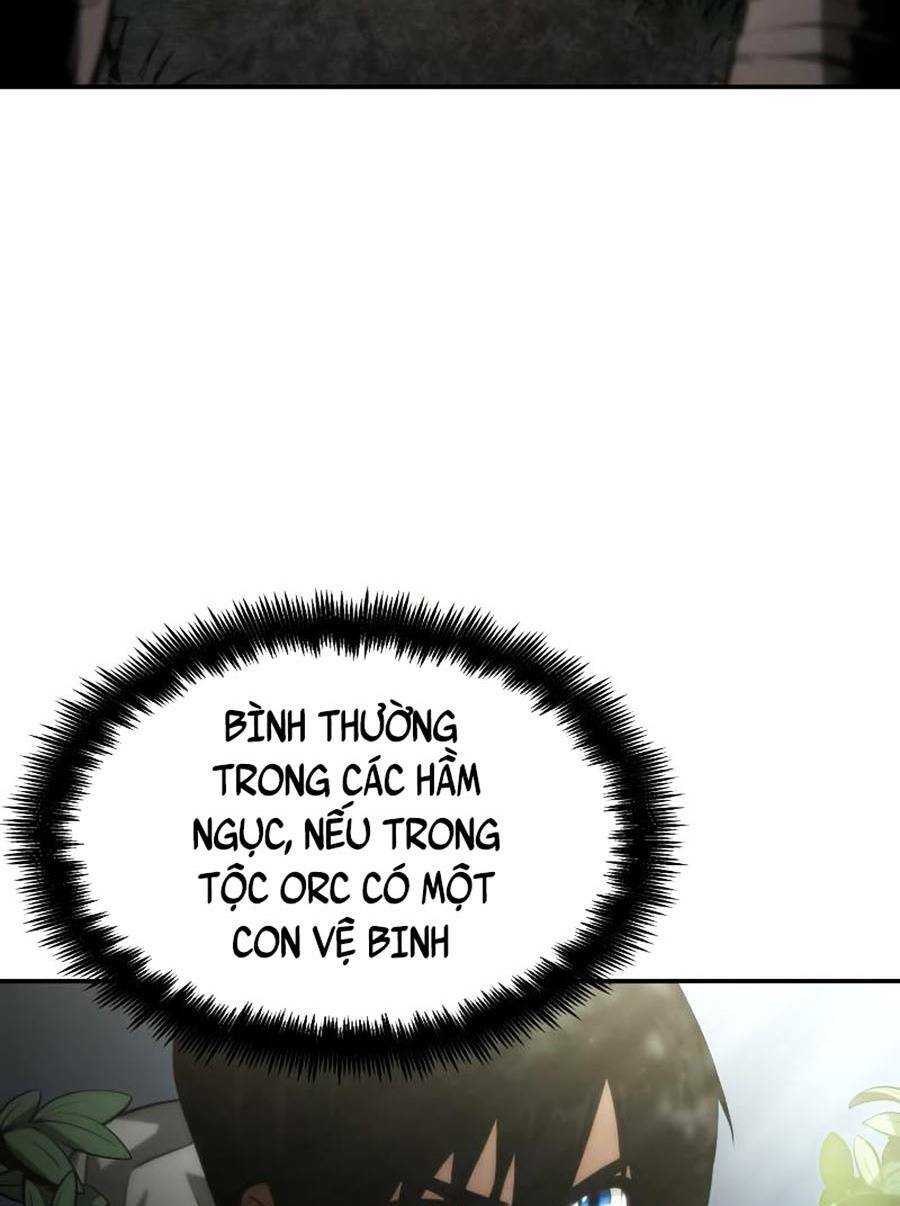 BÌNH THƯỜNG
TRONG CÁC HẦM
NGỤC, NẾU TRONG
TỘC ORC CÓ MỘT
CON VỆ BINH